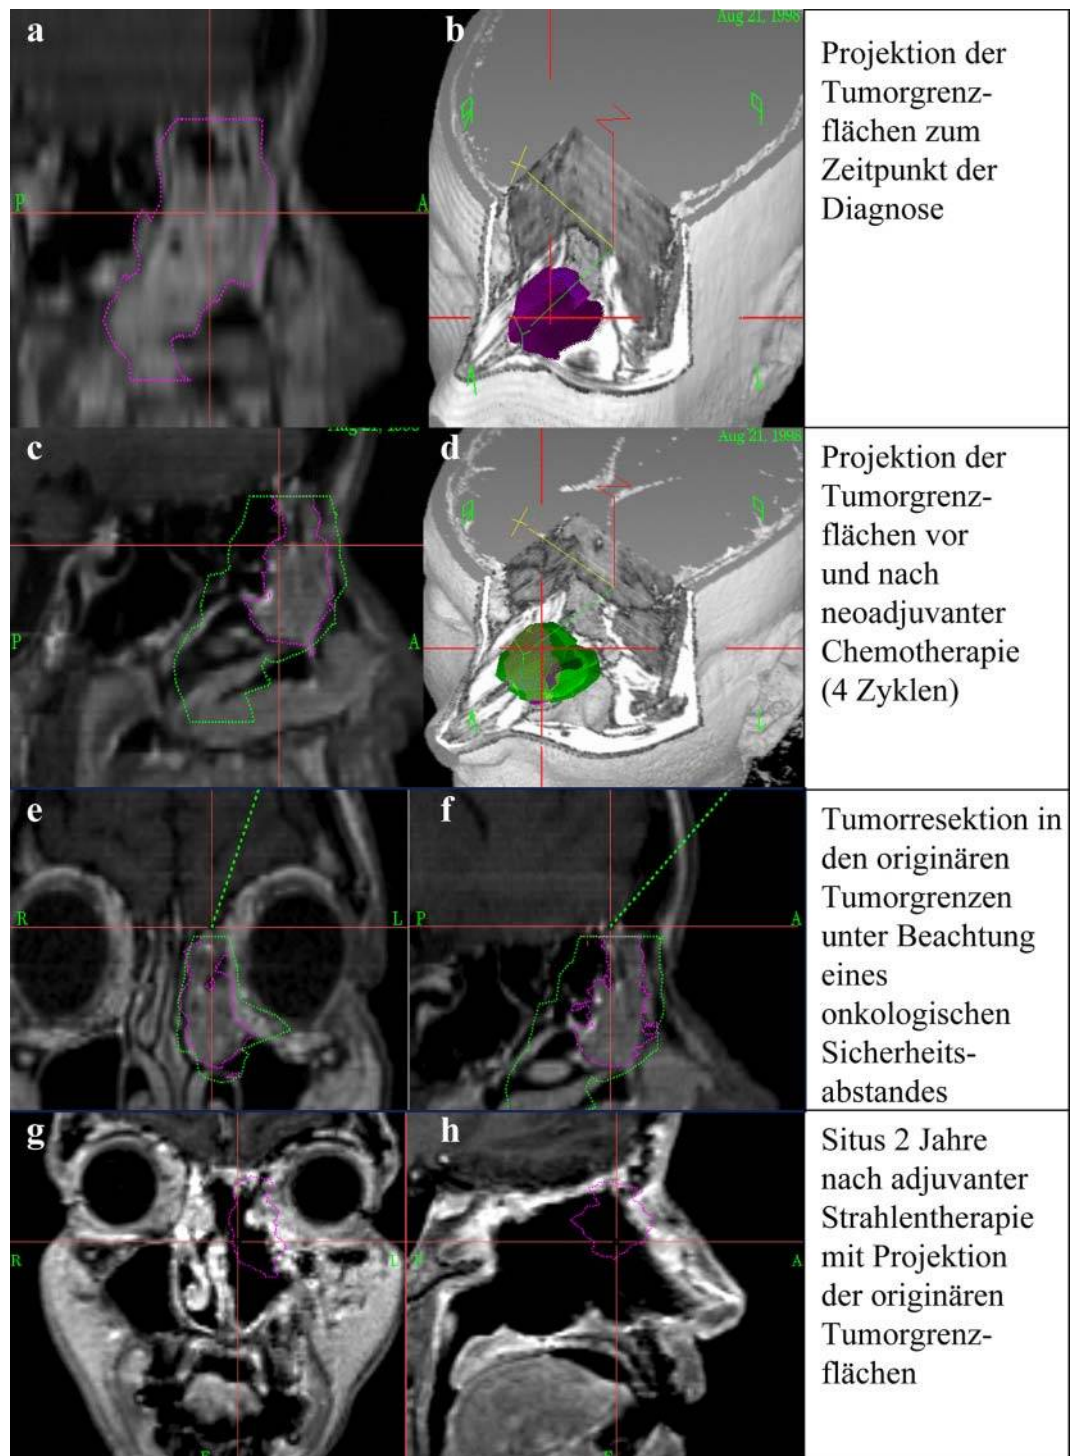 a
b
Aug 21, 1998
P
A
A
Projektion der
Tumorgrenz-
flächen zum
Zeitpunkt der
Diagnose
c
d
Aug 21, 1998
P
A
Projektion der
Tumorgrenz-
flächen vor
und nach
neoadjuvanter
Chemotherapie
(4 Zyklen)
e
f
R
L
P
A
Tumorresektion in
den originären
Tumorgrenzen
unter Beachtung
eines
onkologischen
Sicherheits-
abstandes
g
h
R
L
A
Situs 2 Jahre
nach adjuvanter
Strahlentherapie
mit Projektion
der originären
Tumorgrenz-
flächen